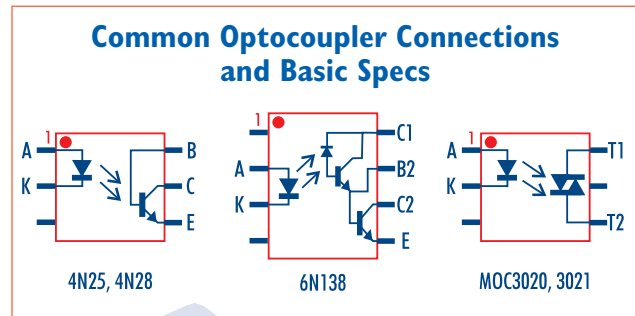 Common Optocoupler Connections
and Basic Specs
1
A
K
B
C
E
4N25, 4N28
1
A
K
C1
B2
C2
E
6N138
1
A
K
T1
T2
MOC3020, 3021